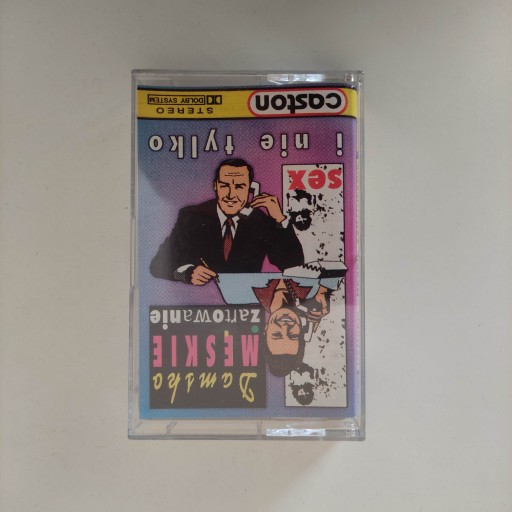 Damsko
MĘSKIE
żartowanie
sex
i nie tylko
caston
STEREO
DOLBY SYSTEM